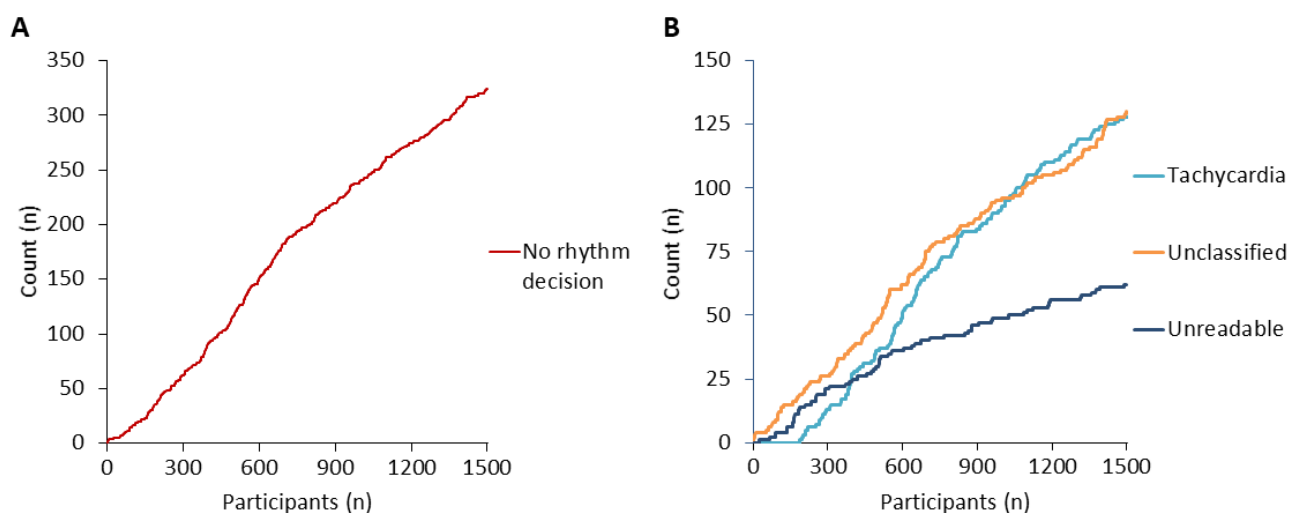 A
350
300
250
200
150
100
50
0
Count (n)
0 300 600 900 1200 1500
Participants (n)
No rhythm
decision
B
150
125
100
75
50
25
0
Count (n)
0 300 600 900 1200 1500
Participants (n)
Tachycardia
Unclassified
Unreadable